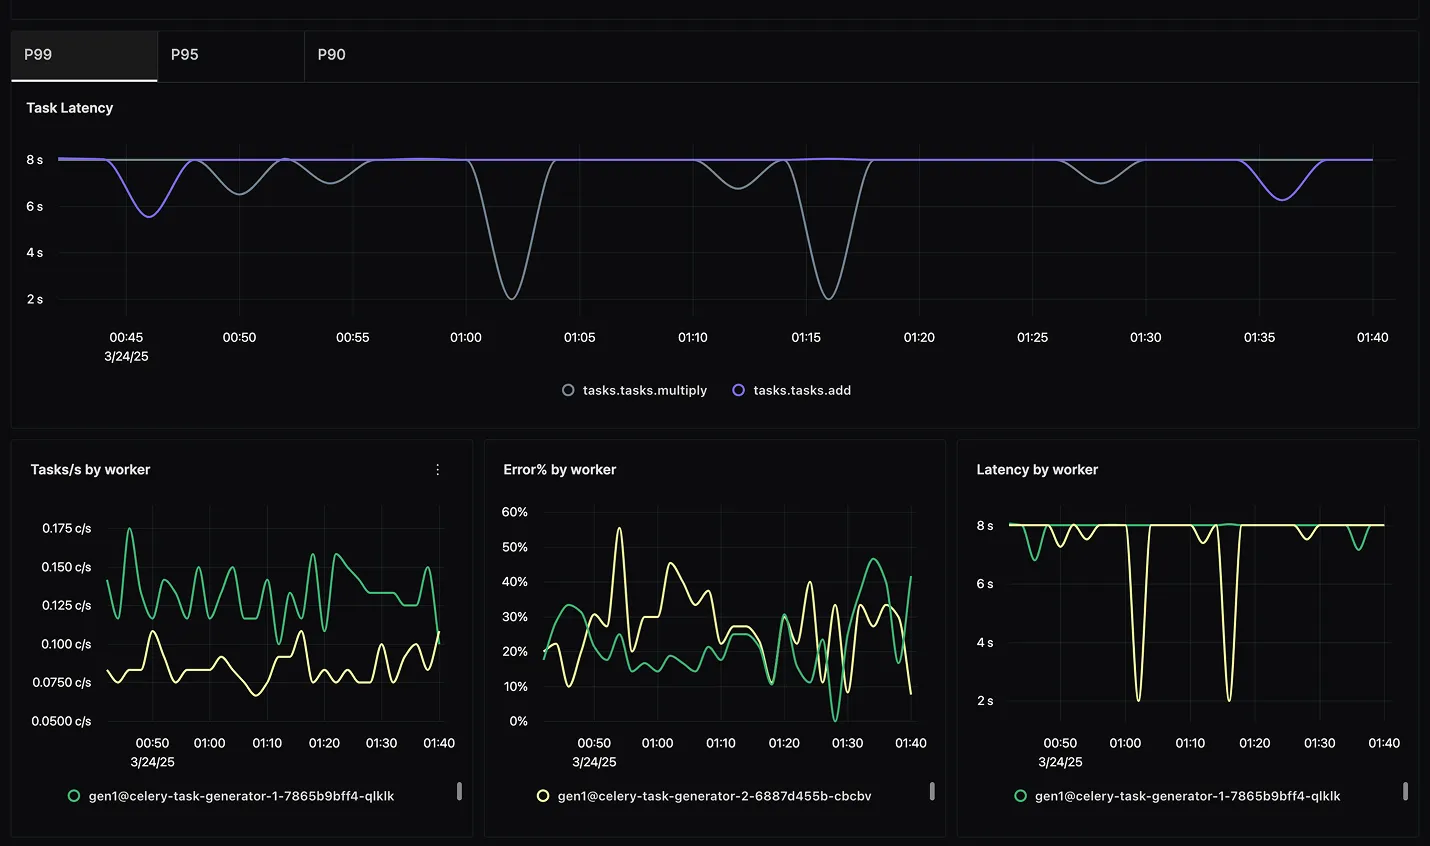 P99
P95
P90
Task Latency
8 s
6 s
4 s
2 s
00:45 00:50 00:55 01:00 01:05 01:10 01:15 01:20 01:25 01:30 01:35 01:40
3/24/25
tasks.tasks.multiply tasks.tasks.add
Tasks/s by worker
0.175 c/s
0.150 c/s
0.125 c/s
0.100 c/s
0.0750 c/s
0.0500 c/s
00:50 01:00 01:10 01:20 01:30 01:40
3/24/25
gen1@celery-task-generator-1-7865b9bff4-qlklk
Error% by worker
60%
50%
40%
30%
20%
10%
0%
00:50 01:00 01:10 01:20 01:30 01:40
3/24/25
gen1@celery-task-generator-2-6887d455b-cbcbv
Latency by worker
8 s
6 s
4 s
2 s
00:50 01:00 01:10 01:20 01:30 01:40
3/24/25
gen1@celery-task-generator-1-7865b9bff4-qlklk